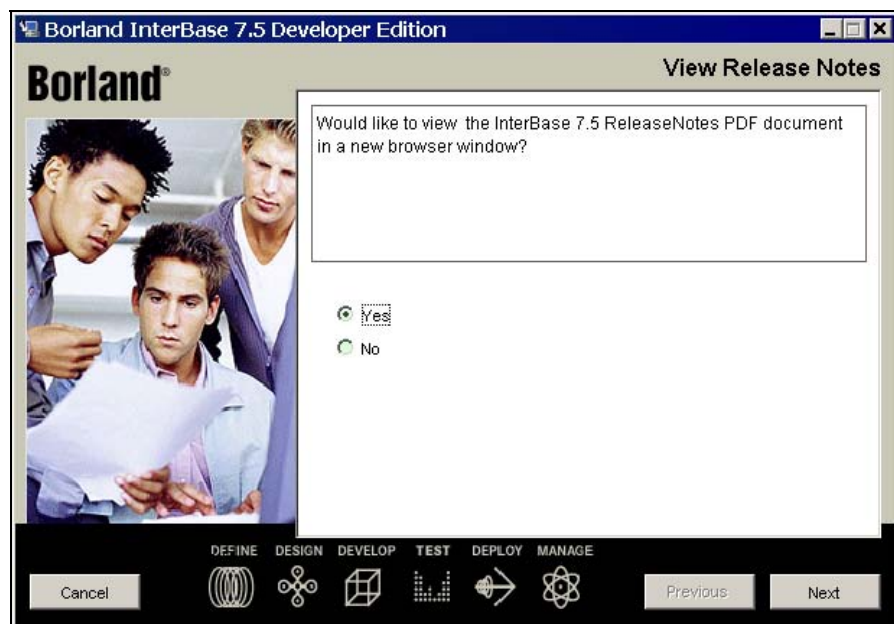 Borland InterBase 7.5 Developer Edition
Borland®
View Release Notes
Would like to view the InterBase 7.5 ReleaseNotes PDF document
in a new browser window?
Yes
No
DEFINE DESIGN DEVELOP TEST DEPLOY MANAGE
Cancel
Previous
Next